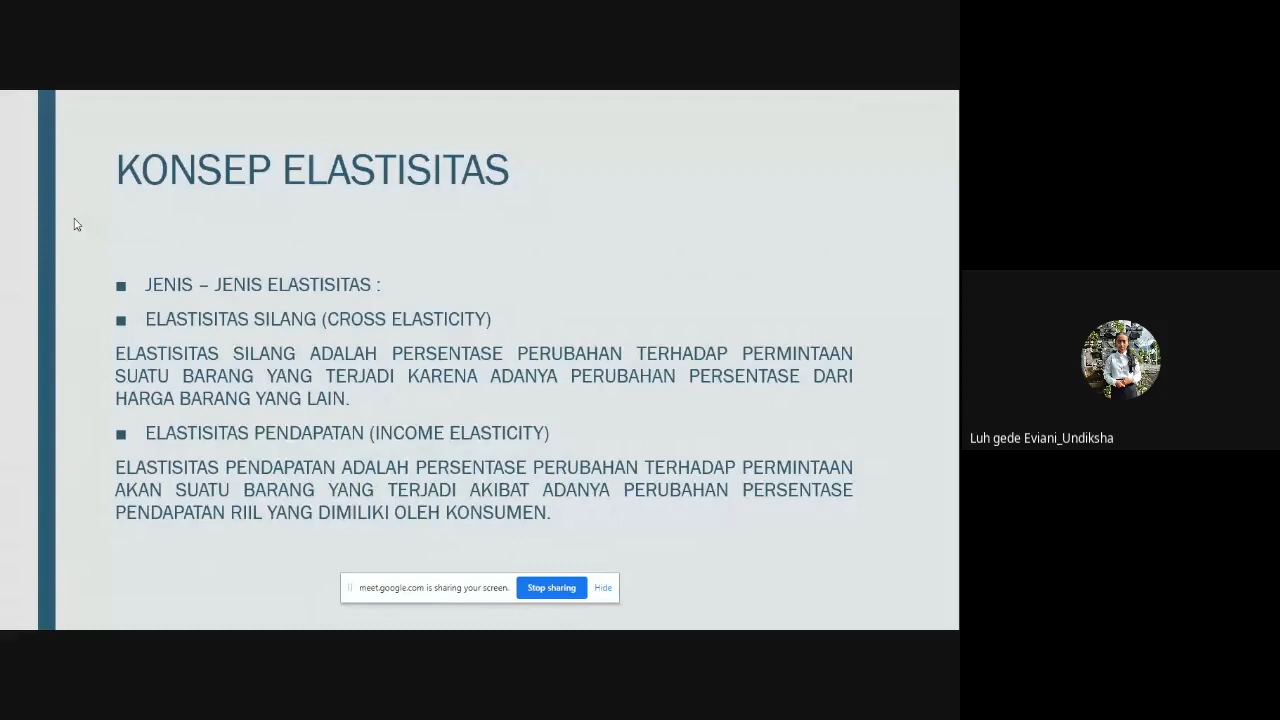 KONSEP ELASTISITAS
■ JENIS – JENIS ELASTISITAS :
■ ELASTISITAS SILANG (CROSS ELASTICITY)
ELASTISITAS SILANG ADALAH PERSENTASE PERUBAHAN TERHADAP PERMINTAAN
SUATU BARANG YANG TERJADI KARENA ADANYA PERUBAHAN PERSENTASE DARI
HARGA BARANG YANG LAIN.
■ ELASTISITAS PENDAPATAN (INCOME ELASTICITY)
ELASTISITAS PENDAPATAN ADALAH PERSENTASE PERUBAHAN TERHADAP PERMINTAAN
AKAN SUATU BARANG YANG TERJADI AKIBAT ADANYA PERUBAHAN PERSENTASE
PENDAPATAN RIIL YANG DIMILIKI OLEH KONSUMEN.
meet.google.com is sharing your screen. Stop sharing Hide
Luh gede Eviani_Undiksha